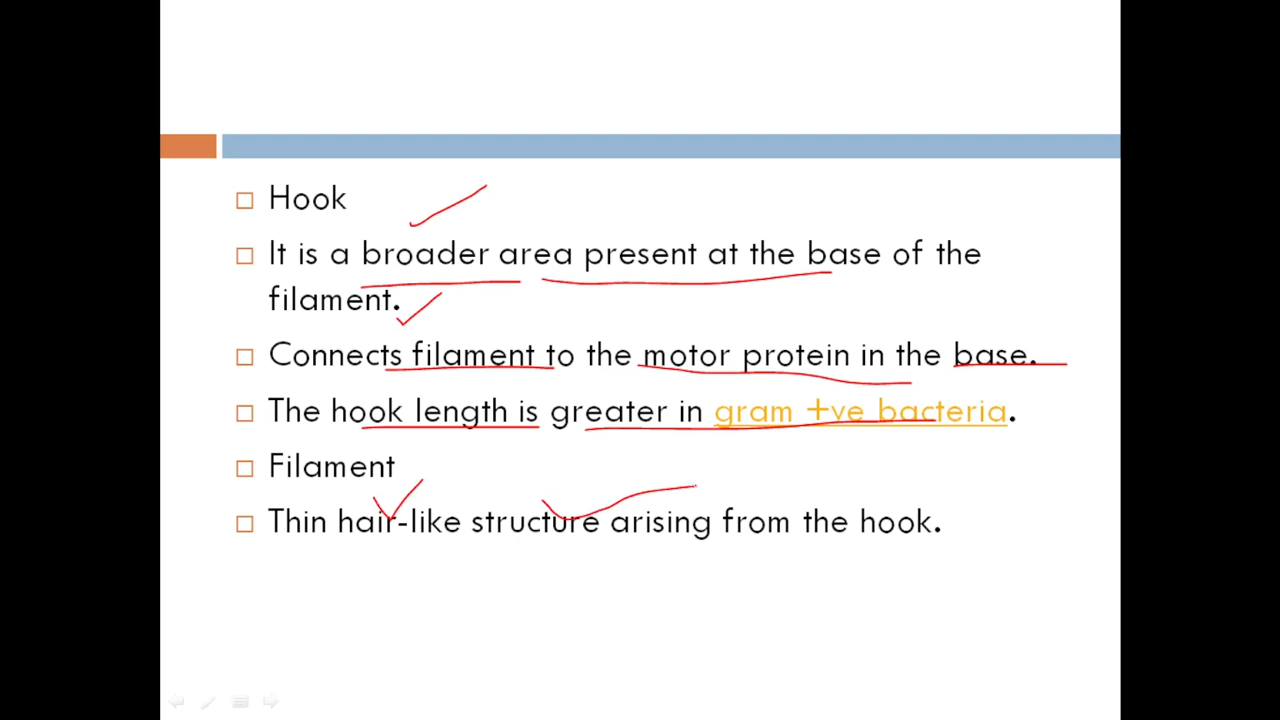 Hook
It is a broader area present at the base of the
filament.
Connects filament to the motor protein in the base.
The hook length is greater in gram +ve bacteria.
Filament
Thin hair-like structure arising from the hook.